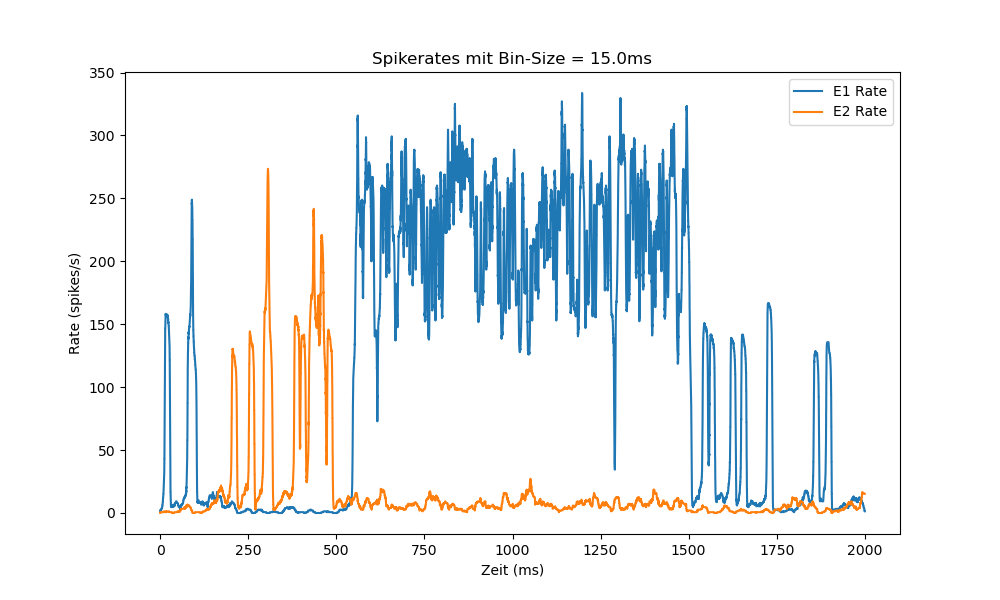 Spikerates mit Bin-Size = 15.0ms
E1 Rate
E2 Rate
Rate (spikes/s)
350
300
250
200
150
100
50
0
0 250 500 750 1000 1250 1500 1750 2000
Zeit (ms)